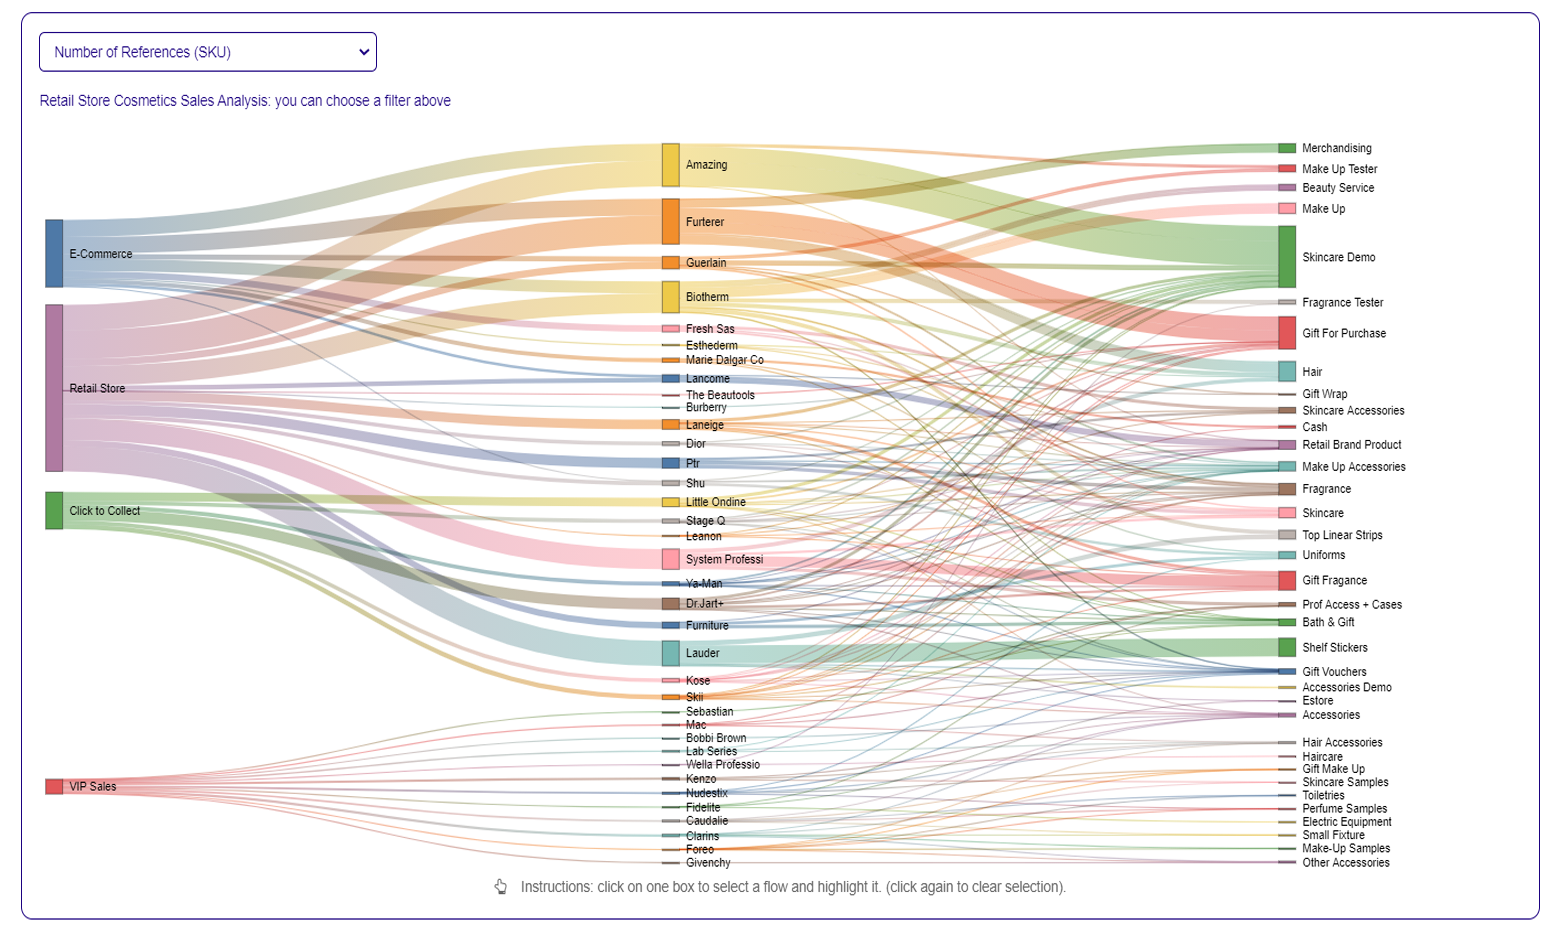 Number of References (SKU)
Retail Store Cosmetics Sales Analysis: you can choose a filter above
E-Commerce
Retail Store
Click to Collect
VIP Sales
Amazing
Furterer
Guerlain
Biotherm
Fresh Sas
Esthederm
Marie Dalgar Co
Lancome
The Beautools
Burberry
Laneige
Dior
Ptr
Shu
Little Ondine
Stage Q
Leanon
System Professi
Ya-Man
Dr.Jart+
Furniture
Lauder
Kose
Skii
Sebastian
Mac
Bobbi Brown
Lab Series
Wella Professio
Kenzo
Nudestix
Fidelite
Caudalie
Clarins
Foreo
Givenchy
Merchandising
Make Up Tester
Beauty Service
Make Up
Skincare Demo
Fragrance Tester
Gift For Purchase
Hair
Gift Wrap
Skincare Accessories
Cash
Retail Brand Product
Make Up Accessories
Fragrance
Skincare
Top Linear Strips
Uniforms
Gift Fragance
Prof Access + Cases
Bath & Gift
Shelf Stickers
Gift Vouchers
Accessories Demo
Estore
Accessories
Hair Accessories
Haircare
Gift Make Up
Skincare Samples
Toiletries
Perfume Samples
Electric Equipment
Small Fixture
Make-Up Samples
Other Accessories
Instructions: click on one box to select a flow and highlight it. (click again to clear selection).